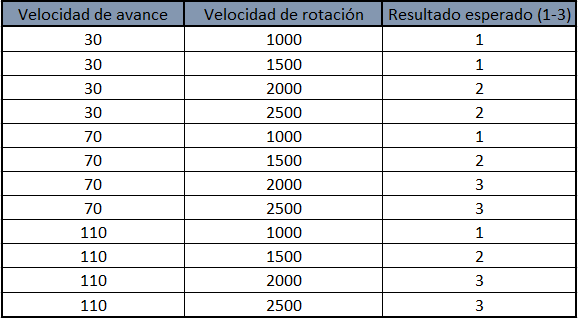 Velocidad de avance Velocidad de rotación Resultado esperado (1-3)
30 1000 1
30 1500 1
30 2000 2
30 2500 2
70 1000 1
70 1500 2
70 2000 3
70 2500 3
110 1000 1
110 1500 2
110 2000 3
110 2500 3